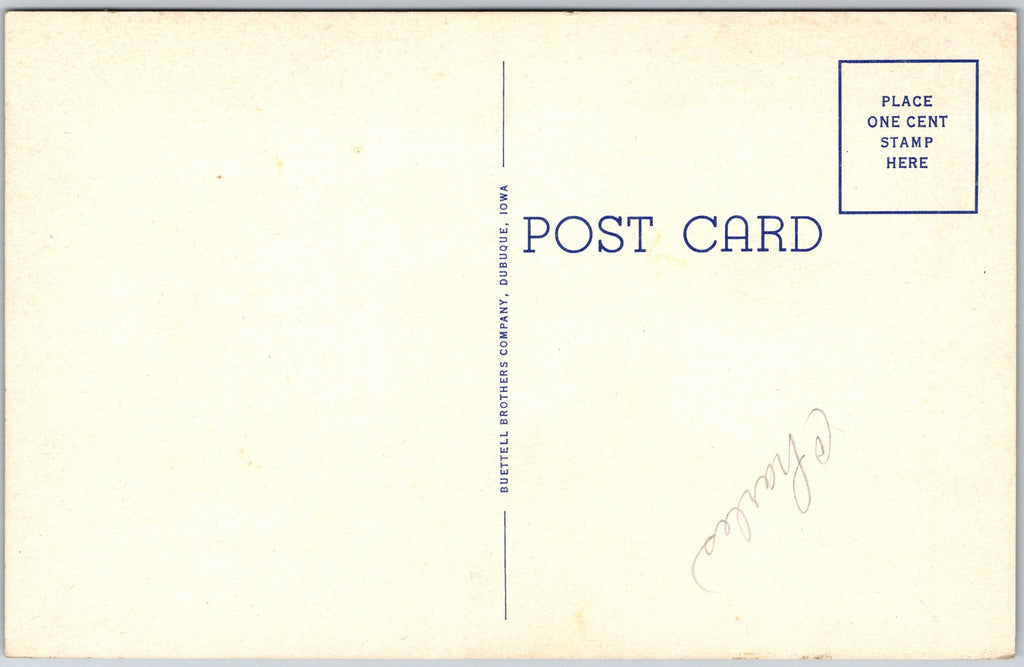 PLACE
ONE CENT
STAMP
HERE
POST CARD
BUETTELL BROTHERS COMPANY, DUBUQUE, IOWA
Charles